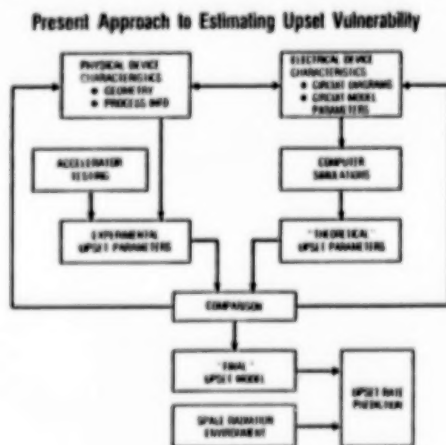 Present Approach to Estimating Upset Vulnerability
PHYSICAL DEVICE
CHARACTERISTICS
● GEOMETRY
● PROCESS INFO
ELECTRICAL DEVICE
CHARACTERISTICS
● CIRCUIT DIAGRAMS
● CIRCUIT MODEL
PARAMETERS
ACCELERATOR
TESTING
COMPUTER
SIMULATIONS
EXPERIMENTAL
UPSET PARAMETERS
"THEORETICAL"
UPSET PARAMETERS
COMPARISON
"FINAL"
UPSET MODEL
UPSET RATE
PREDICTION
SPACE RADIATION
ENVIRONMENT